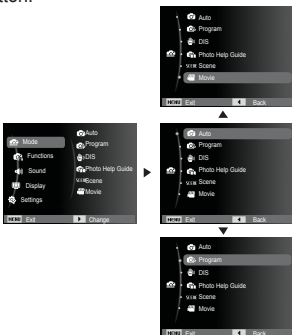 Auto
Program
DIS
Photo Help Guide
SCENE Scene
Movie
MENU Exit Back
Mode
Functions
Sound
Display
Settings
Auto
Program
DIS
Photo Help Guide
SCENE Scene
Movie
MENU Exit Change
Auto
Program
DIS
Photo Help Guide
SCENE Scene
Movie
MENU Exit Back
Auto
Program
DIS
Photo Help Guide
SCENE Scene
Movie
MENU Exit Back